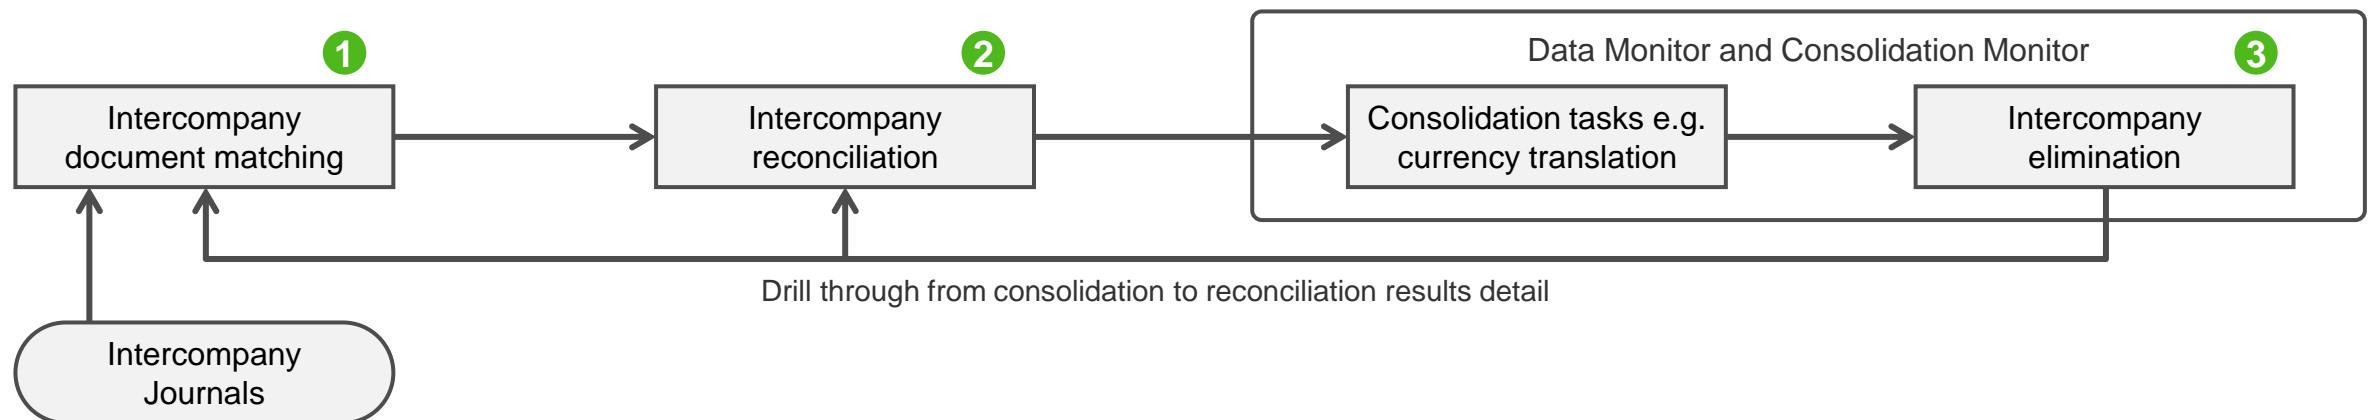 1
Intercompany
document matching
2
Intercompany
reconciliation
Data Monitor and Consolidation Monitor
3
Consolidation tasks e.g.
currency translation
Intercompany
elimination
Drill through from consolidation to reconciliation results detail
Intercompany
Journals